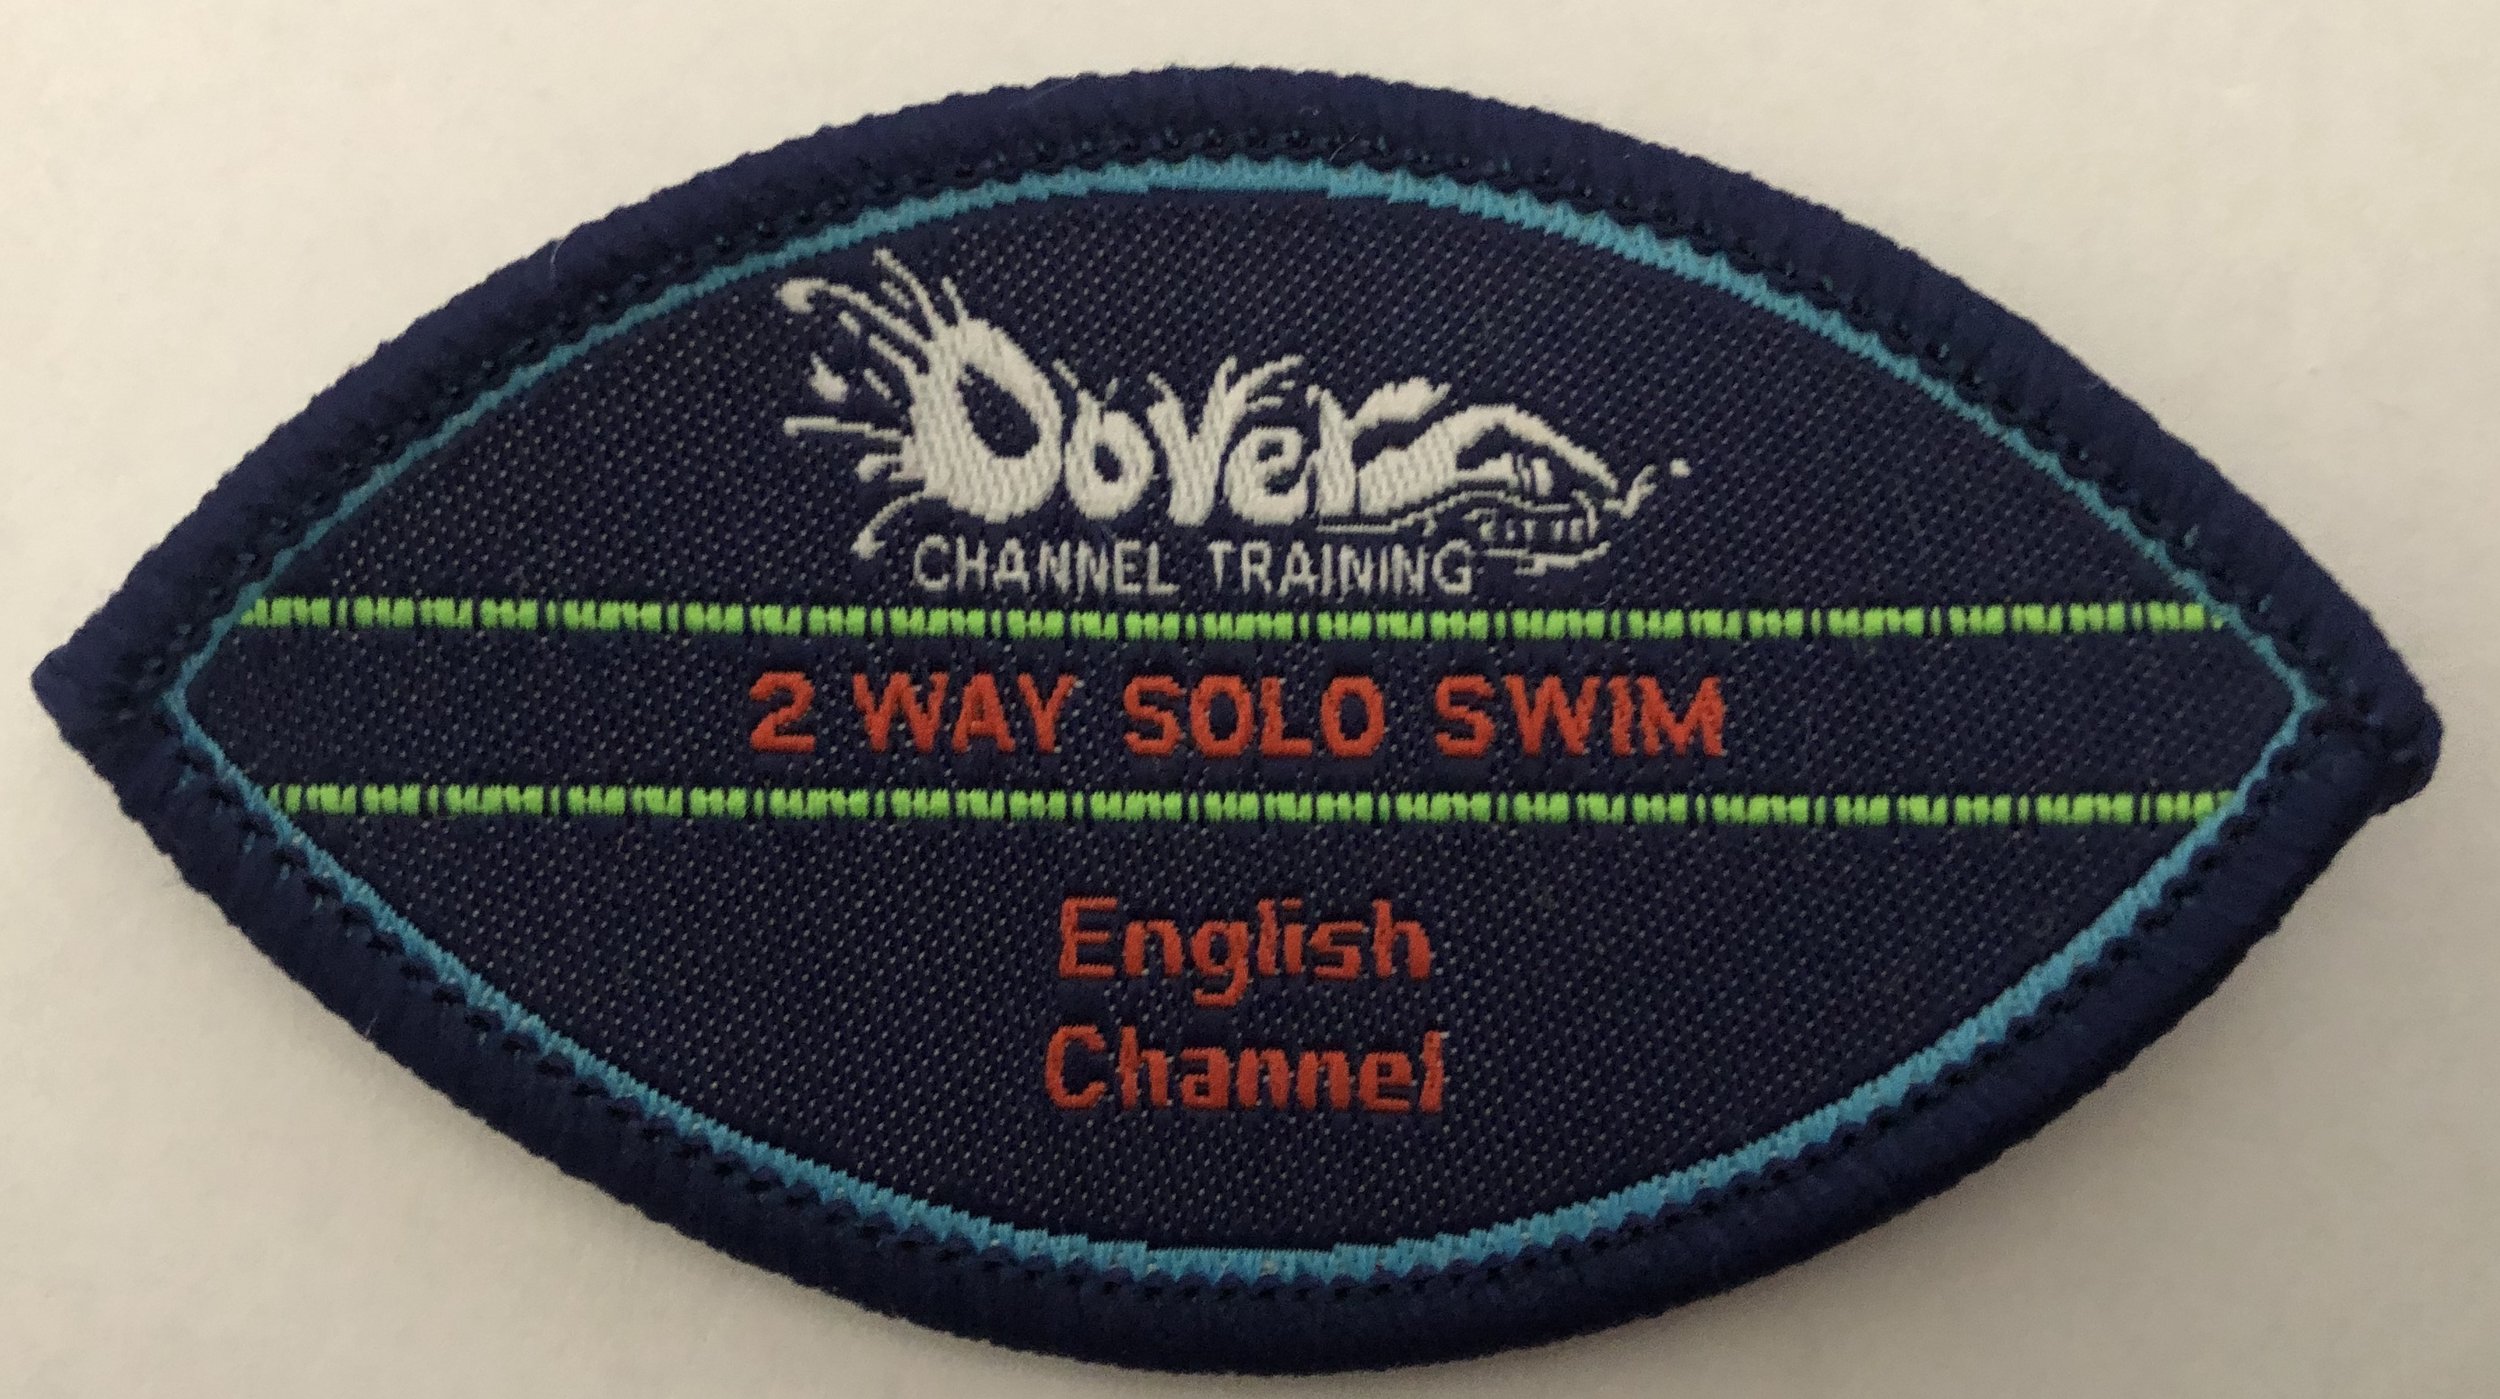 Dover
CHANNEL TRAINING
2 WAY SOLO SWIM
English
Channel